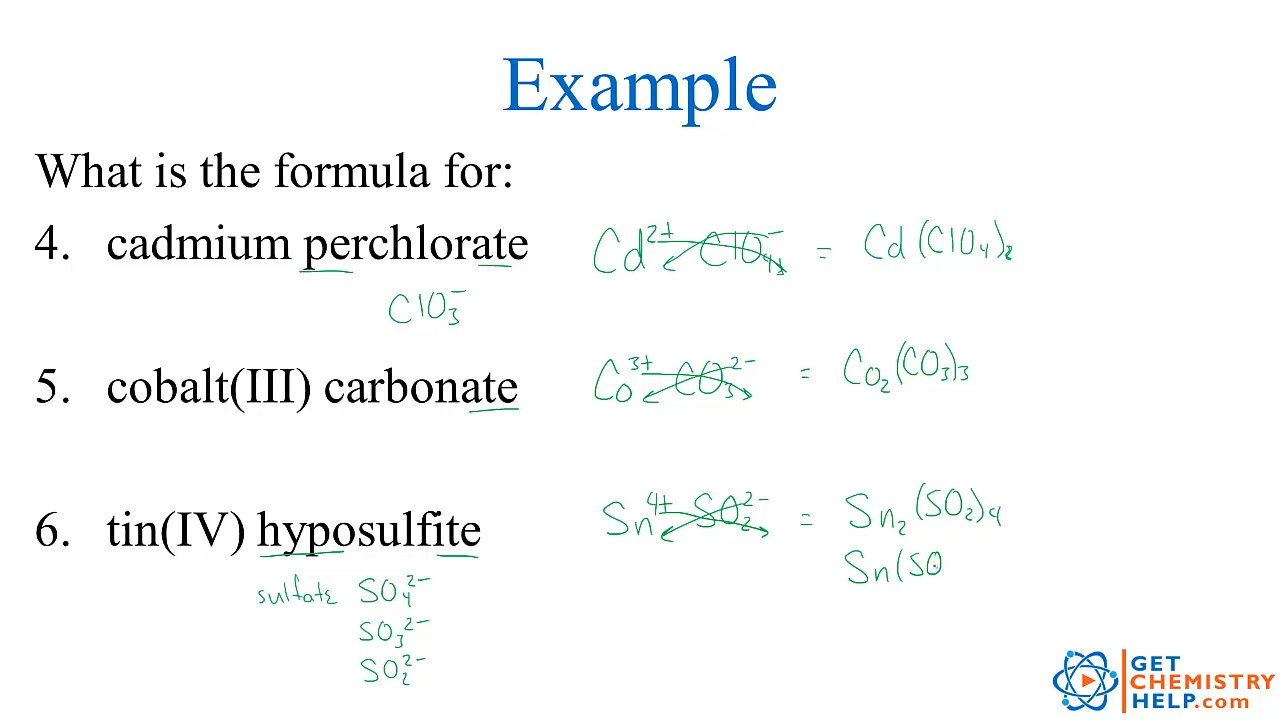 Example
What is the formula for:
4. cadmium perchlorate Cd²⁺ ClO₄⁻ = Cd(ClO₄)₂
ClO₃⁻
5. cobalt(III) carbonate Co³⁺ CO₃²⁻ = Co₂(CO₃)₃
6. tin(IV) hyposulfite Sn⁴⁺ SO₂²⁻ = Sn₂(SO₂)₄
Sn(SO
sulfate SO₄²⁻
SO₃²⁻
SO₂²⁻
GET
CHEMISTRY
HELP.com